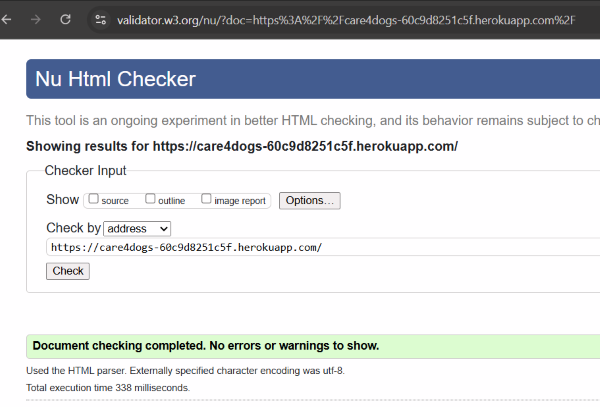 validator.w3.org/nu/?doc=https%3A%2F%2Fcare4dogs-60c9d8251c5f.herokuapp.com%2F
Nu Html Checker
This tool is an ongoing experiment in better HTML checking, and its behavior remains subject to ch
Showing results for https://care4dogs-60c9d8251c5f.herokuapp.com/
Checker Input
Show source outline image report Options...
Check by address
https://care4dogs-60c9d8251c5f.herokuapp.com/
Check
Document checking completed. No errors or warnings to show.
Used the HTML parser. Externally specified character encoding was utf-8.
Total execution time 338 milliseconds.